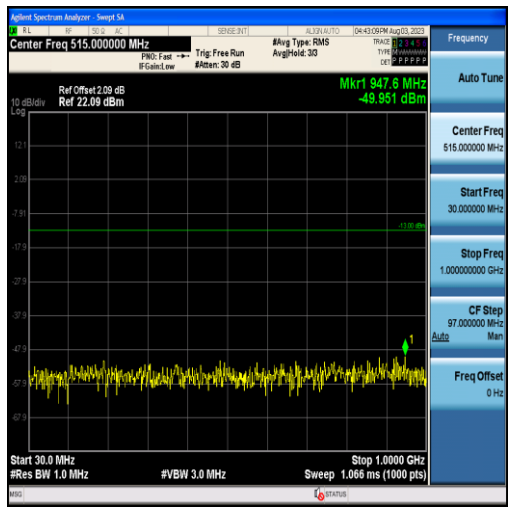 Agilent Spectrum Analyzer - Swept SA
RL RF 50 Ω AC SENSE:INT ALIGN AUTO 04:43:09 PM Aug 03, 2023
Center Freq 515.000000 MHz
PNO: Fast
IFGain:Low
Trig: Free Run
#Atten: 30 dB
#Avg Type: RMS
Avg|Hold: 3/3
TRACE 1 2 3 4 5 6
TYPE
DET P P P P P P
Frequency
Mkr1 947.6 MHz
-49.951 dBm
Ref Offset 2.09 dB
Ref 22.09 dBm
10 dB/div
Log
12.1
2.09
-7.91
-17.9
-27.9
-37.9
-47.9
-57.9
-67.9
-13.00 dBm
1
Auto Tune
Center Freq
515.000000 MHz
Start Freq
30.000000 MHz
Stop Freq
1.000000000 GHz
CF Step
97.000000 MHz
Auto Man
Freq Offset
0 Hz
Start 30.0 MHz Stop 1.0000 GHz
#Res BW 1.0 MHz #VBW 3.0 MHz Sweep 1.066 ms (1000 pts)
MSG STATUS